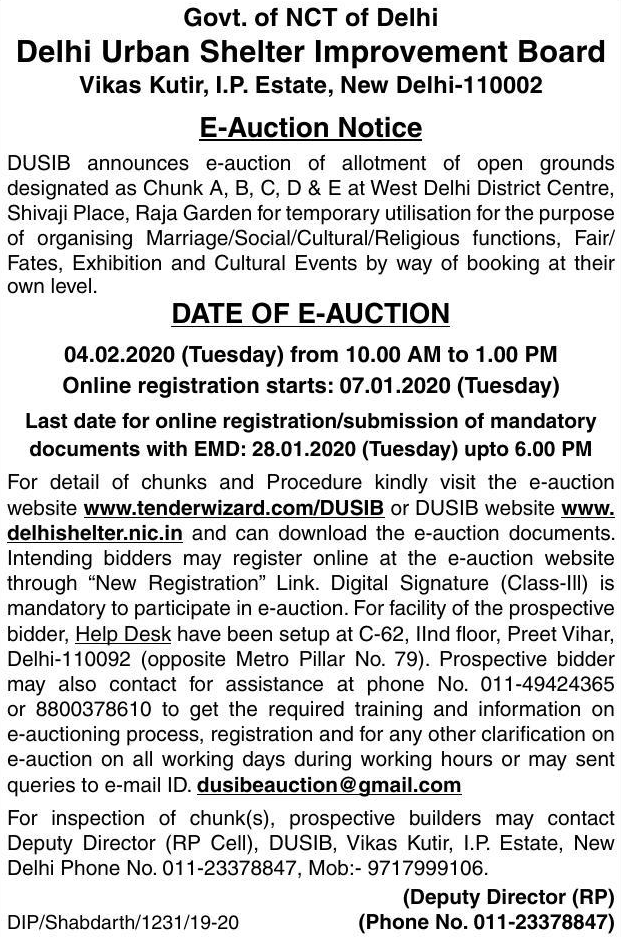 Govt. of NCT of Delhi
Delhi Urban Shelter Improvement Board
Vikas Kutir, I.P. Estate, New Delhi-110002
E-Auction Notice
DUSIB announces e-auction of allotment of open grounds
designated as Chunk A, B, C, D & E at West Delhi District Centre,
Shivaji Place, Raja Garden for temporary utilisation for the purpose
of organising Marriage/Social/Cultural/Religious functions, Fair/
Fates, Exhibition and Cultural Events by way of booking at their
own level.
DATE OF E-AUCTION
04.02.2020 (Tuesday) from 10.00 AM to 1.00 PM
Online registration starts: 07.01.2020 (Tuesday)
Last date for online registration/submission of mandatory
documents with EMD: 28.01.2020 (Tuesday) upto 6.00 PM
For detail of chunks and Procedure kindly visit the e-auction
website www.tenderwizard.com/DUSIB or DUSIB website www.
delhishelter.nic.in and can download the e-auction documents.
Intending bidders may register online at the e-auction website
through “New Registration” Link. Digital Signature (Class-Ill) is
mandatory to participate in e-auction. For facility of the prospective
bidder, Help Desk have been setup at C-62, IInd floor, Preet Vihar,
Delhi-110092 (opposite Metro Pillar No. 79). Prospective bidder
may also contact for assistance at phone No. 011-49424365
or 8800378610 to get the required training and information on
e-auctioning process, registration and for any other clarification on
e-auction on all working days during working hours or may sent
queries to e-mail ID. dusibeauction@gmail.com
For inspection of chunk(s), prospective builders may contact
Deputy Director (RP Cell), DUSIB, Vikas Kutir, I.P. Estate, New
Delhi Phone No. 011-23378847, Mob:- 9717999106.
(Deputy Director (RP)
DIP/Shabdarth/1231/19-20 (Phone No. 011-23378847)